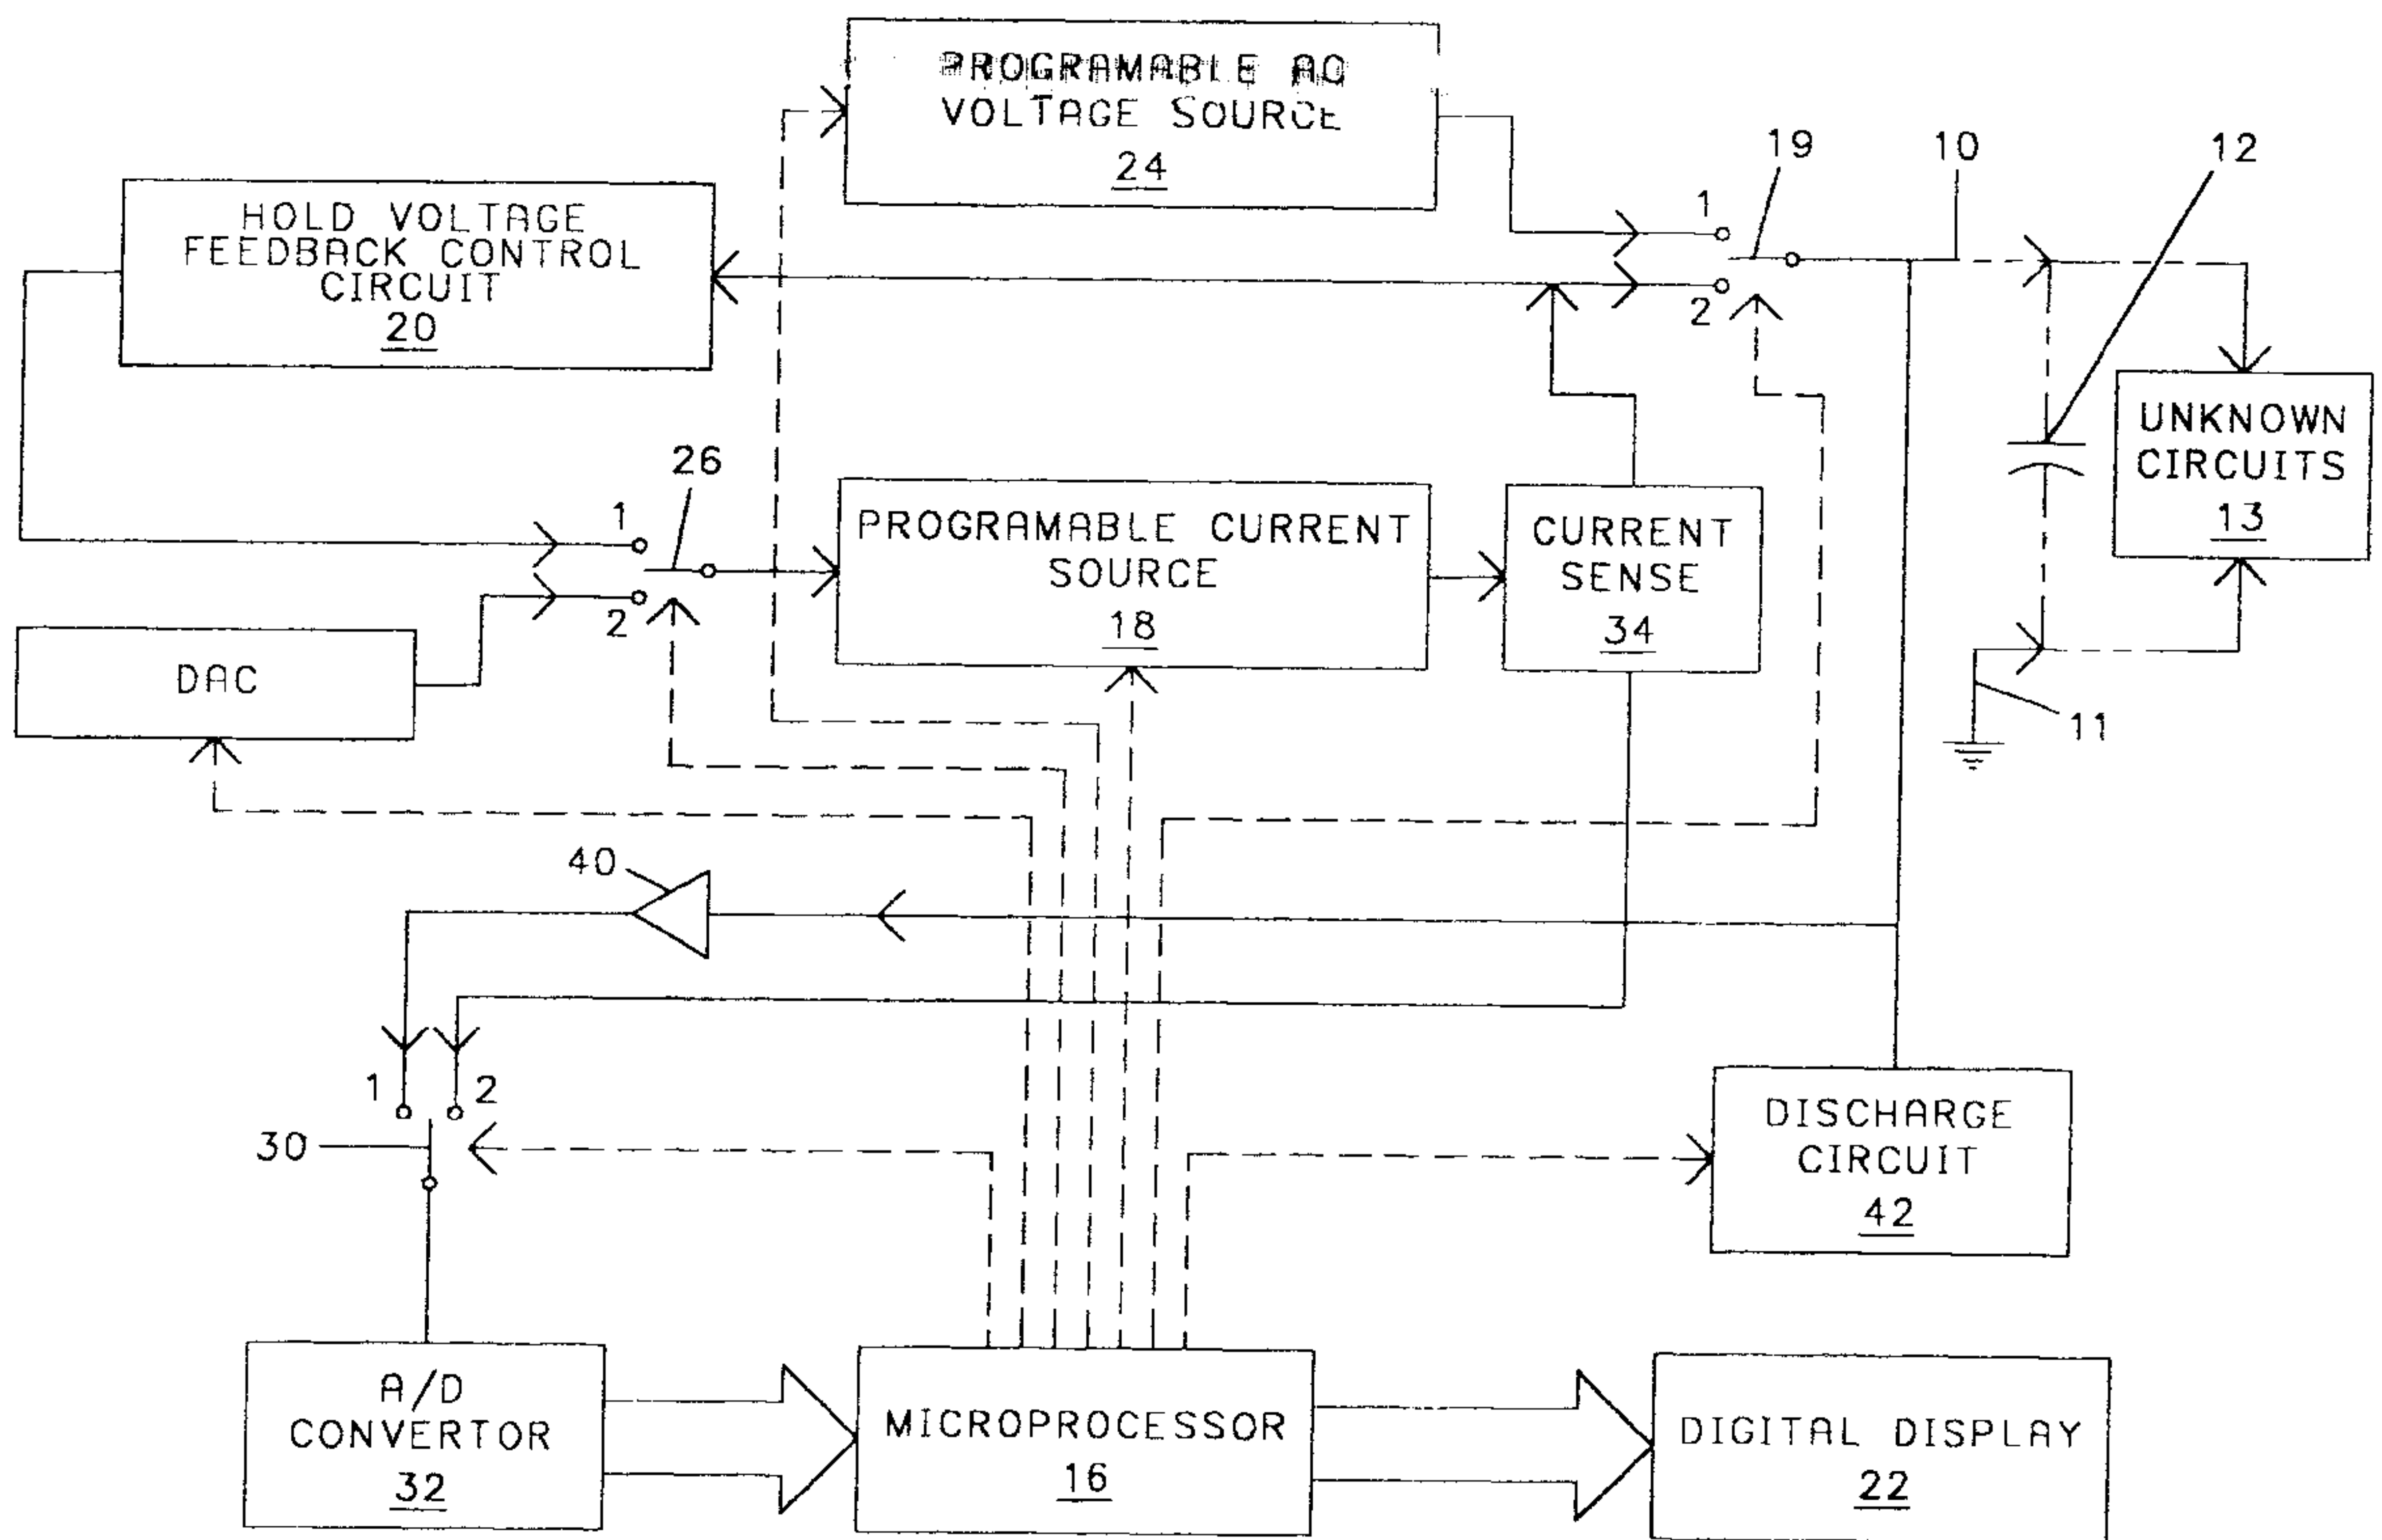 PROGRAMABLE AC
VOLTAGE SOURCE
24
19
10
12
1
2
HOLD VOLTAGE
FEEDBACK CONTROL
CIRCUIT
20
UNKNOWN
CIRCUITS
13
26
1
2
PROGRAMABLE CURRENT
SOURCE
18
CURRENT
SENSE
34
DAC
11
40
1
2
30
DISCHARGE
CIRCUIT
42
A/D
CONVERTOR
32
MICROPROCESSOR
16
DIGITAL DISPLAY
22